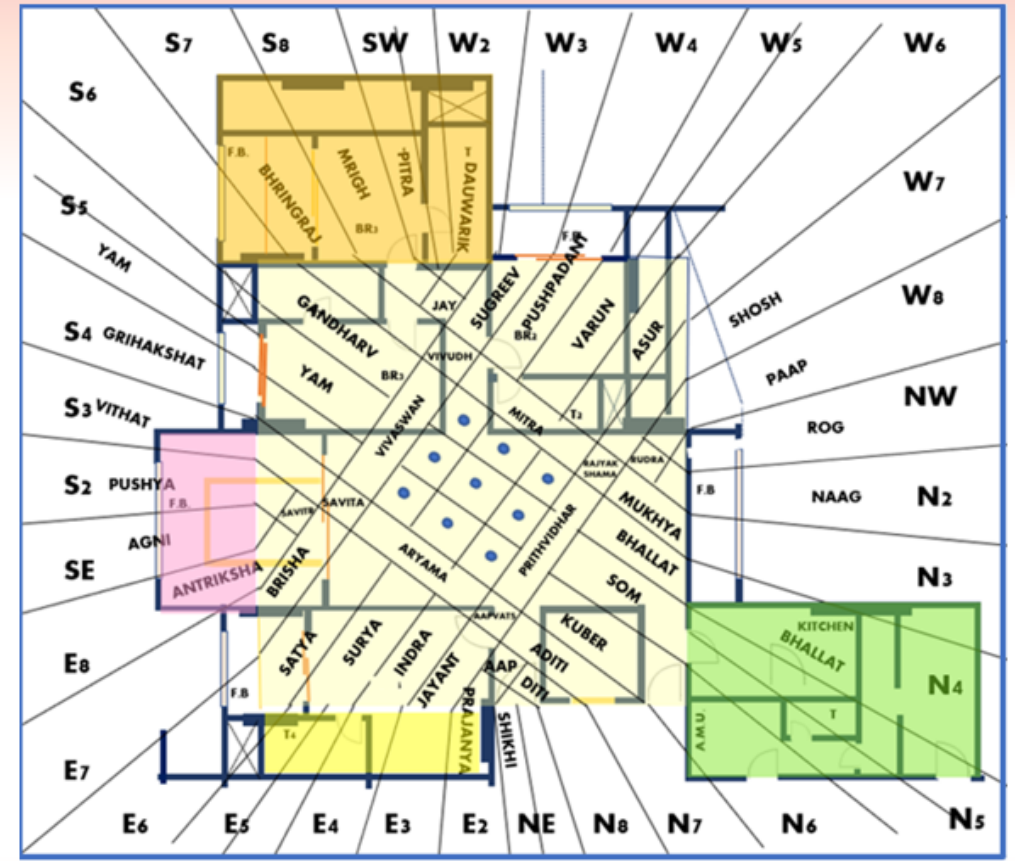 S7 S8 SW W2 W3 W4 W5 W6
S6
F.B. BHRINGRAJ MRIGH PITRA T DAUWARIK
BR3
W7
S5
F.B.
YAM
GANDHARV JAY SUGREEV PUSHPADANT VARUN ASUR SHOSH W8
S4 GRIHAKSHAT
BR2
VIVUDH
YAM BR3
PAAP
NW
S3 VITHAT
VIVASWAN MITRA T2
ROG
RAJYAK SHAMA RUDRA
S2 PUSHYA
F.B. SAVITR SAVITA
F.B NAAG N2
MUKHYA
AGNI
PRITHVIDHAR BHALLAT
SE ANTRIKSHA BRISHA ARYAMA SOM N3
AAPVATS
KUBER KITCHEN
BHALLAT
E8 SATYA SURYA INDRA JAYANT AAP ADITI DITI
N4
F.B
PRAJANYA SHIKHI
T4
A.M.U. T
E7
E6 E5 E4 E3 E2 NE N8 N7 N6 N5